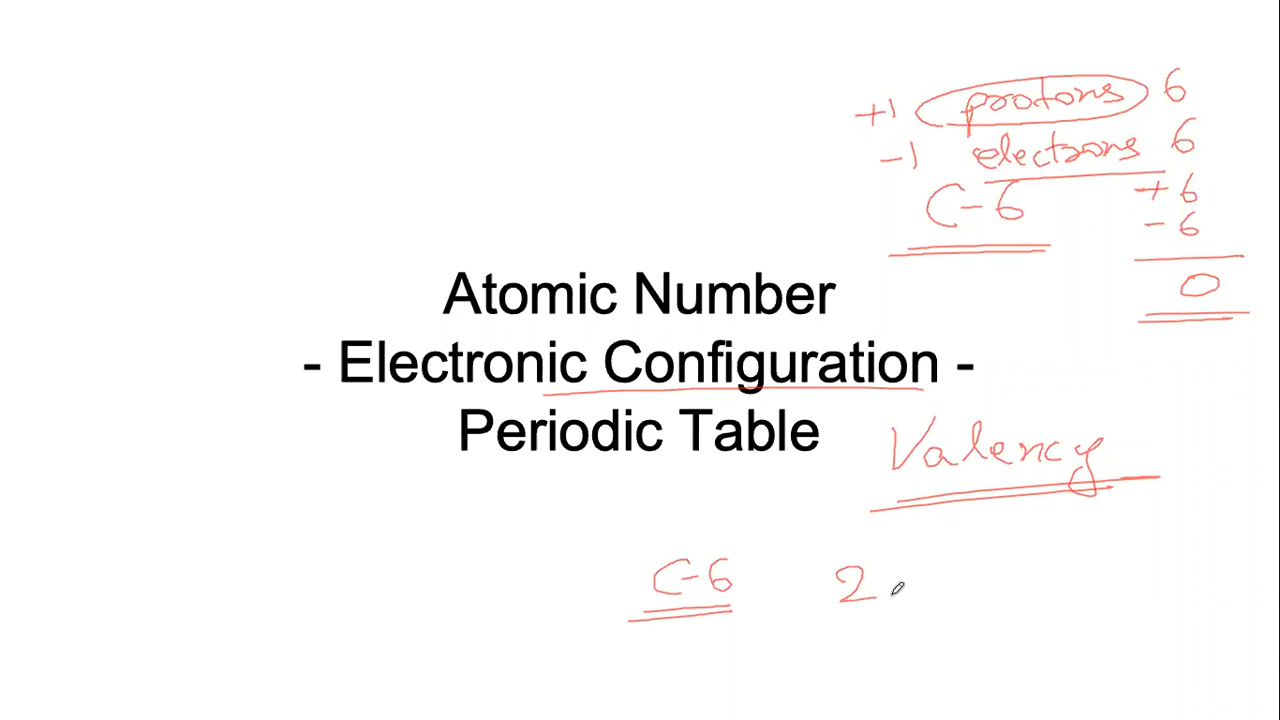 +1 protons 6
-1 electrons 6
C-6 +6
-6
0
Atomic Number
- Electronic Configuration -
Periodic Table
Valency
C-6 2